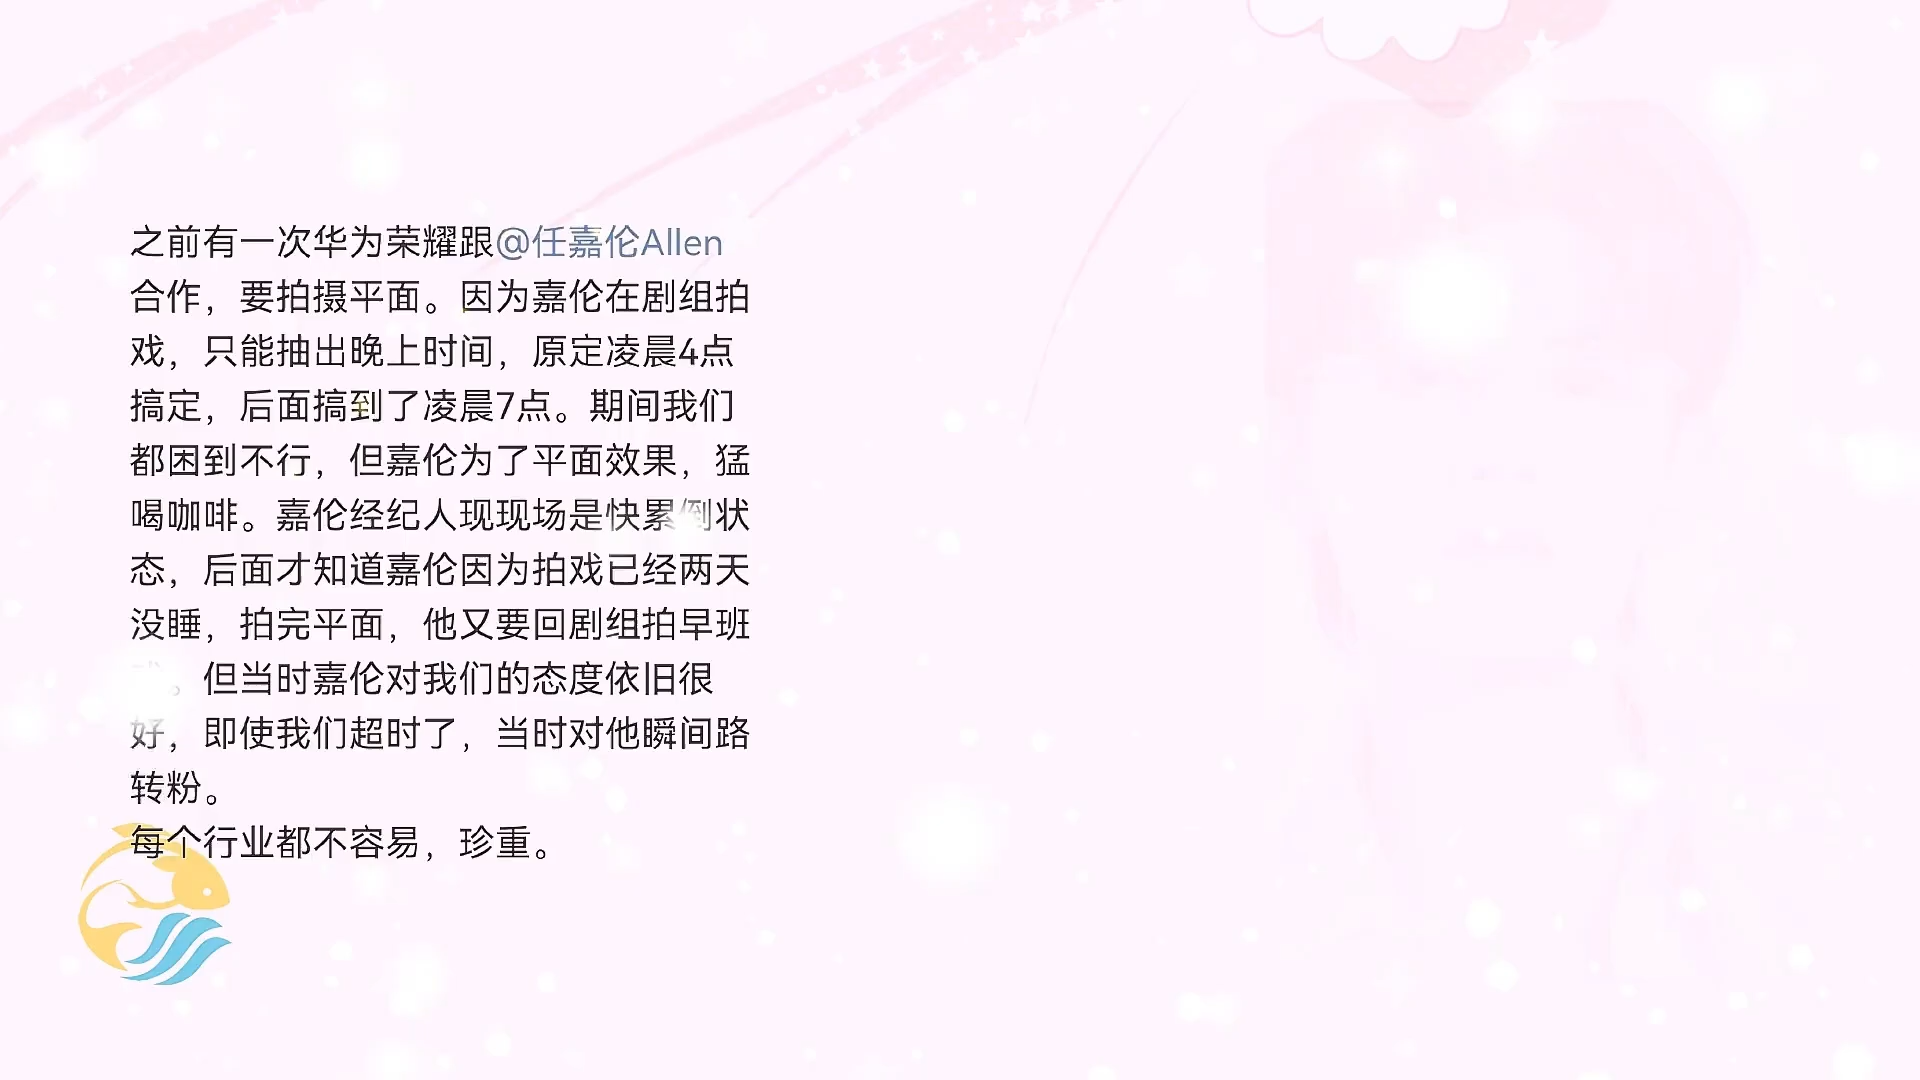 之前有一次华为荣耀跟@任嘉伦Allen
合作，要拍摄平面。因为嘉伦在剧组拍
戏，只能抽出晚上时间，原定凌晨4点
搞定，后面搞到了凌晨7点。期间我们
都困到不行，但嘉伦为了平面效果，猛
喝咖啡。嘉伦经纪人现现场是快累倒状
态，后面才知道嘉伦因为拍戏已经两天
没睡，拍完平面，他又要回剧组拍早班
。但当时嘉伦对我们的态度依旧很
好，即使我们超时了，当时对他瞬间路
转粉。
每个行业都不容易，珍重。